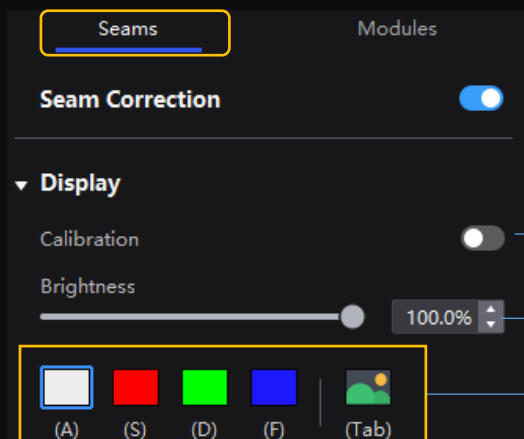 Seams Modules
Seam Correction
Display
Calibration
Brightness
100.0%
(A) (S) (D) (F) (Tab)